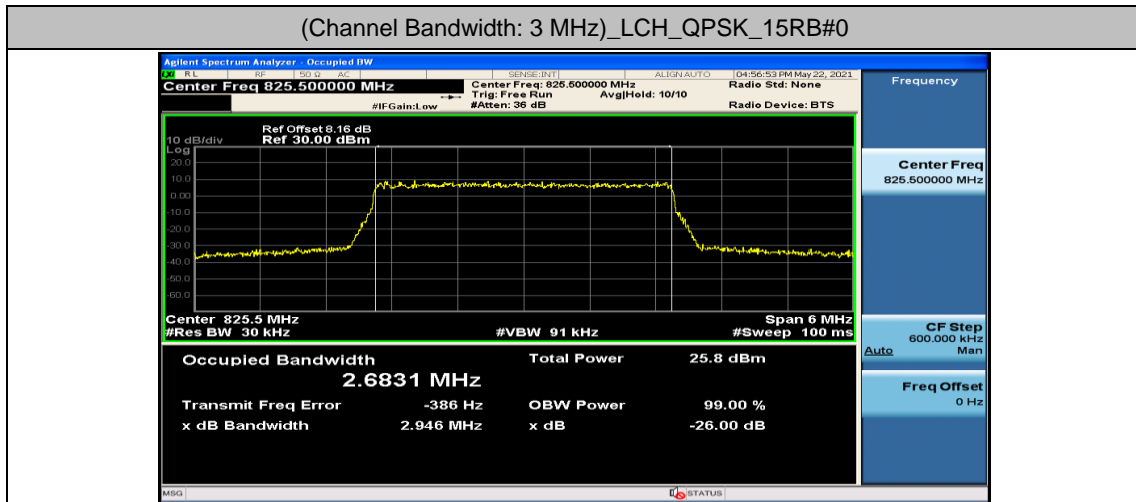 (Channel Bandwidth: 3 MHz)_LCH_QPSK_15RB#0
Agilent Spectrum Analyzer - Occupied BW
LXI RL RF 50 Ω AC SENSE:INT ALIGN AUTO 04:56:53 PM May 22, 2021
Center Freq 825.500000 MHz
Center Freq: 825.500000 MHz
Radio Std: None
Trig: Free Run Avg|Hold: 10/10
#IFGain:Low
#Atten: 36 dB
Radio Device: BTS
Ref Offset 8.16 dB
10 dB/div Ref 30.00 dBm
Log
20.0
10.0
0.00
-10.0
-20.0
-30.0
-40.0
-50.0
-60.0
Center 825.5 MHz Span 6 MHz
#Res BW 30 kHz #VBW 91 kHz #Sweep 100 ms
Occupied Bandwidth Total Power 25.8 dBm
2.6831 MHz
Transmit Freq Error -386 Hz OBW Power 99.00 %
x dB Bandwidth 2.946 MHz x dB -26.00 dB
MSG STATUS
Frequency
Center Freq
825.500000 MHz
CF Step
600.000 kHz
Auto Man
Freq Offset
0 Hz